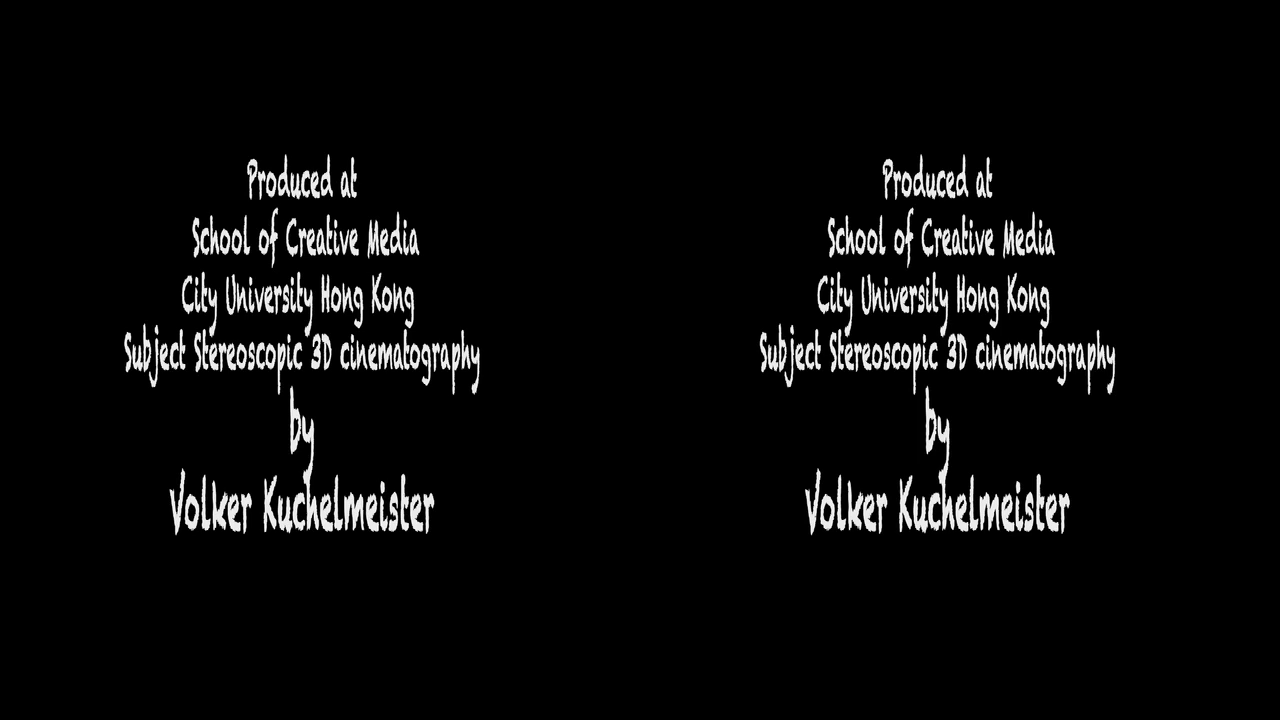 Produced at
School of Creative Media
City University Hong Kong
Subject Stereoscopic 3D cinematography
by
Volker Kuchelmeister
Produced at
School of Creative Media
City University Hong Kong
Subject Stereoscopic 3D cinematography
by
Volker Kuchelmeister